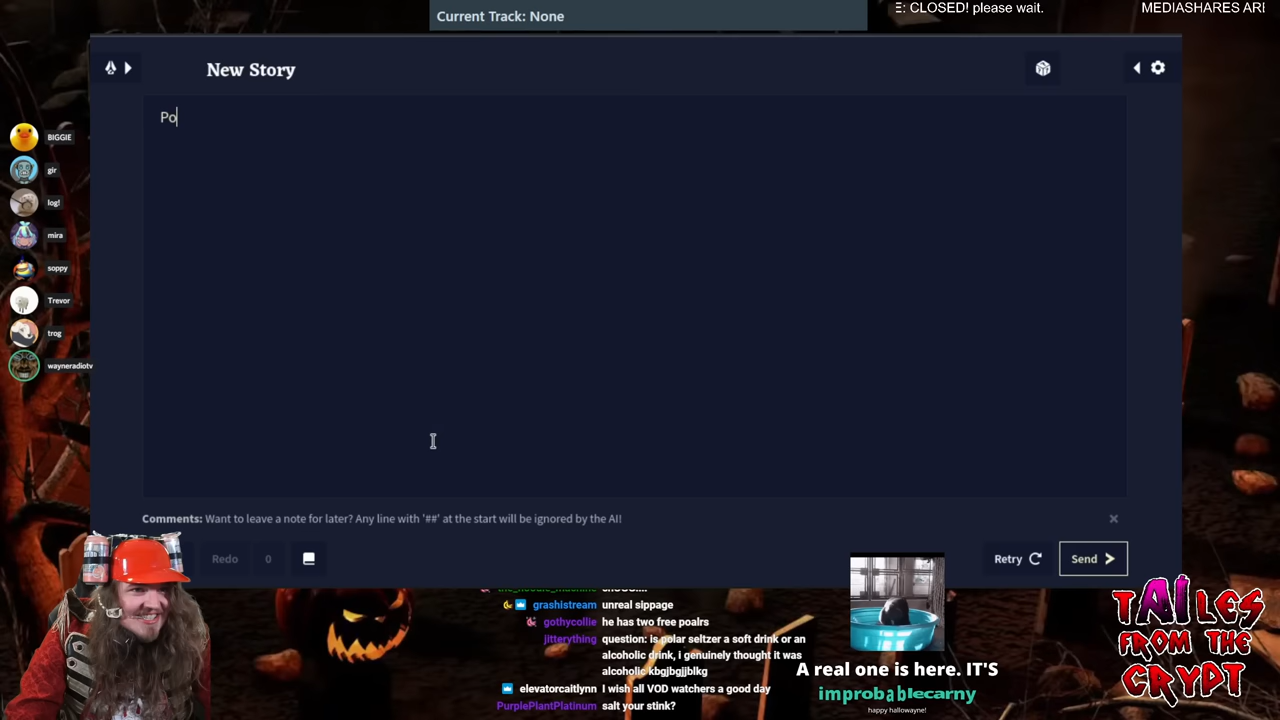 Current Track: None
E: CLOSED! please wait.
MEDIASHARES AR!
New Story
Po
BIGGIE
gir
log!
mira
soppy
Trevor
trog
wayneradiotv
Comments: Want to leave a note for later? Any line with '##' at the start will be ignored by the AI!
Redo 0
Retry
Send
grashistream unreal sippage
gothycollie he has two free poalrs
jitterything question: is polar seltzer a soft drink or an
alcoholic drink, i genuinely thought it was
alcoholic kbgjbgjjblkg
elevatorcaitlynn I wish all VOD watchers a good day
PurplePlantPlatinum salt your stink?
A real one is here. IT'S
improbablecarny
happy hallowayne!
TAILES
FROM THE
CRYPT